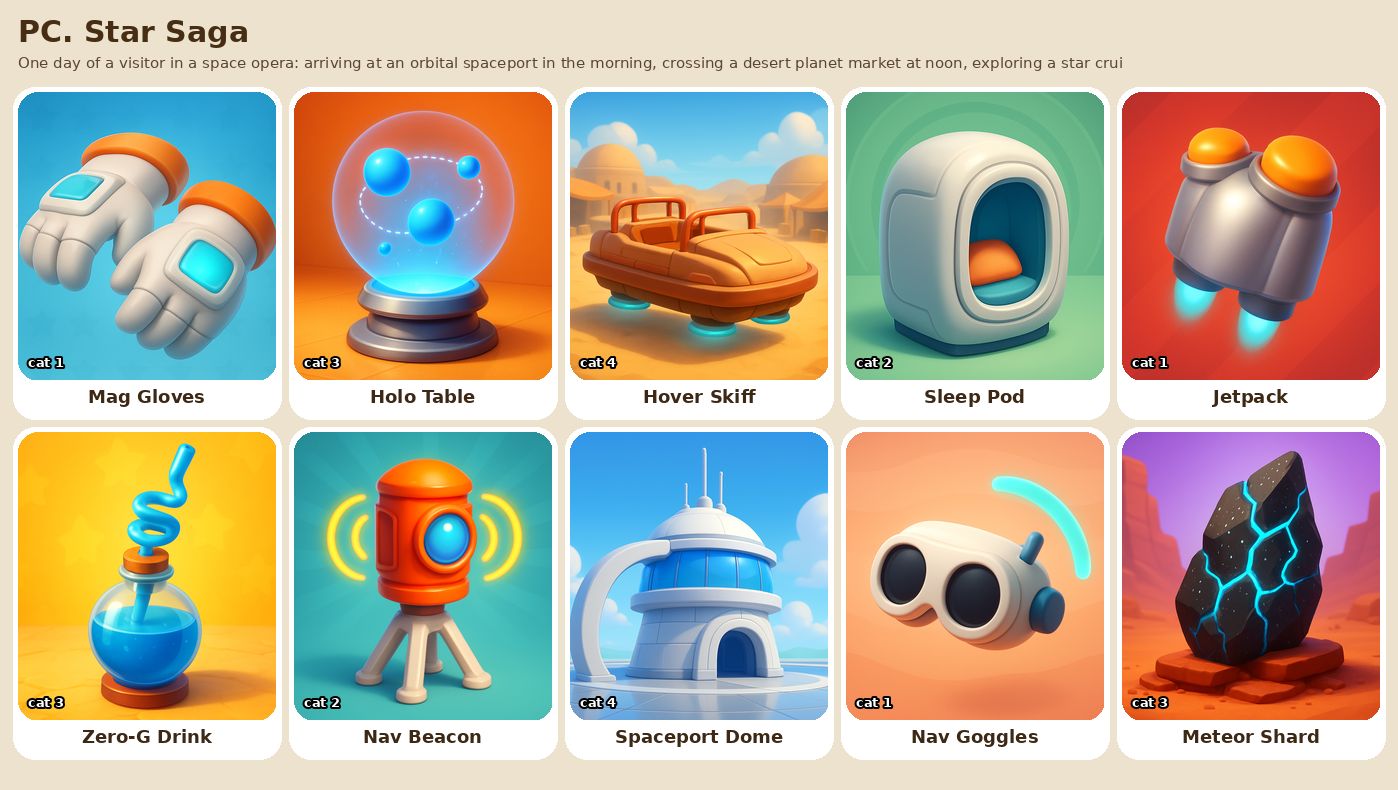 PC. Star Saga
One day of a visitor in a space opera: arriving at an orbital spaceport in the morning, crossing a desert planet market at noon, exploring a star crui
cat 1
cat 3
cat 4
cat 2
cat 1
Mag Gloves
Holo Table
Hover Skiff
Sleep Pod
Jetpack
cat 3
cat 2
cat 4
cat 1
cat 3
Zero-G Drink
Nav Beacon
Spaceport Dome
Nav Goggles
Meteor Shard